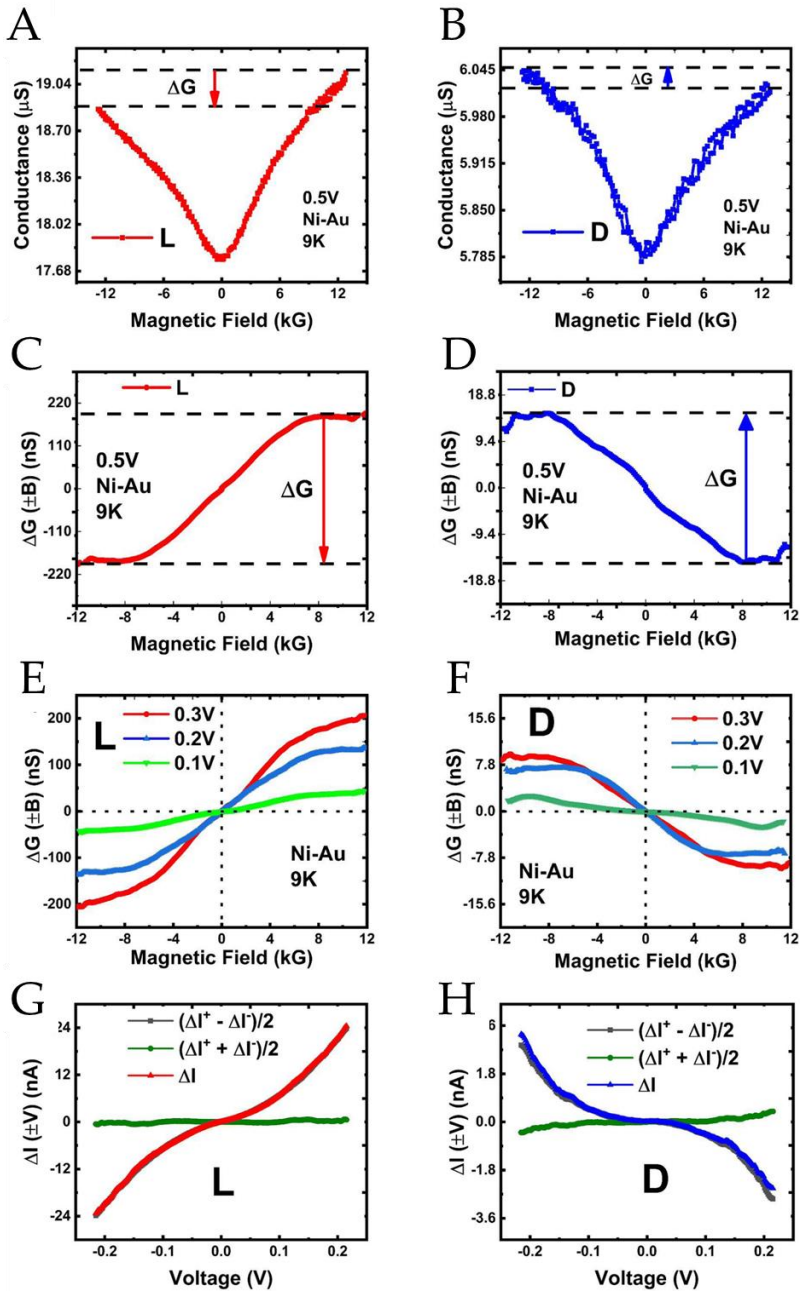 A
19.04
18.70
18.36
18.02
17.68
Conductance (µS)
ΔG
0.5V
Ni-Au
9K
L
-12 -6 0 6 12
Magnetic Field (kG)
B
6.045
5.980
5.915
5.850
5.785
Conductance (µS)
ΔG
0.5V
Ni-Au
9K
D
-12 -6 0 6 12
Magnetic Field (kG)
C
220
110
0
-110
-220
ΔG (±B) (nS)
L
0.5V
Ni-Au
9K
ΔG
-12 -8 -4 0 4 8 12
Magnetic Field (kG)
D
18.8
9.4
0.0
-9.4
-18.8
ΔG (±B) (nS)
D
0.5V
Ni-Au
9K
ΔG
-12 -8 -4 0 4 8 12
Magnetic Field (kG)
E
200
100
0
-100
-200
ΔG (±B) (nS)
L
0.3V
0.2V
0.1V
Ni-Au
9K
-12 -8 -4 0 4 8 12
Magnetic Field (kG)
F
15.6
7.8
0.0
-7.8
-15.6
ΔG (±B) (nS)
D
0.3V
0.2V
0.1V
Ni-Au
9K
-12 -8 -4 0 4 8 12
Magnetic Field (kG)
G
24
12
0
-12
-24
ΔI (±V) (nA)
(ΔI⁺ - ΔI⁻)/2
(ΔI⁺ + ΔI⁻)/2
ΔI
L
-0.2 -0.1 0.0 0.1 0.2
Voltage (V)
H
3.6
1.8
0.0
-1.8
-3.6
ΔI (±V) (nA)
(ΔI⁺ - ΔI⁻)/2
(ΔI⁺ + ΔI⁻)/2
ΔI
D
-0.2 -0.1 0.0 0.1 0.2
Voltage (V)